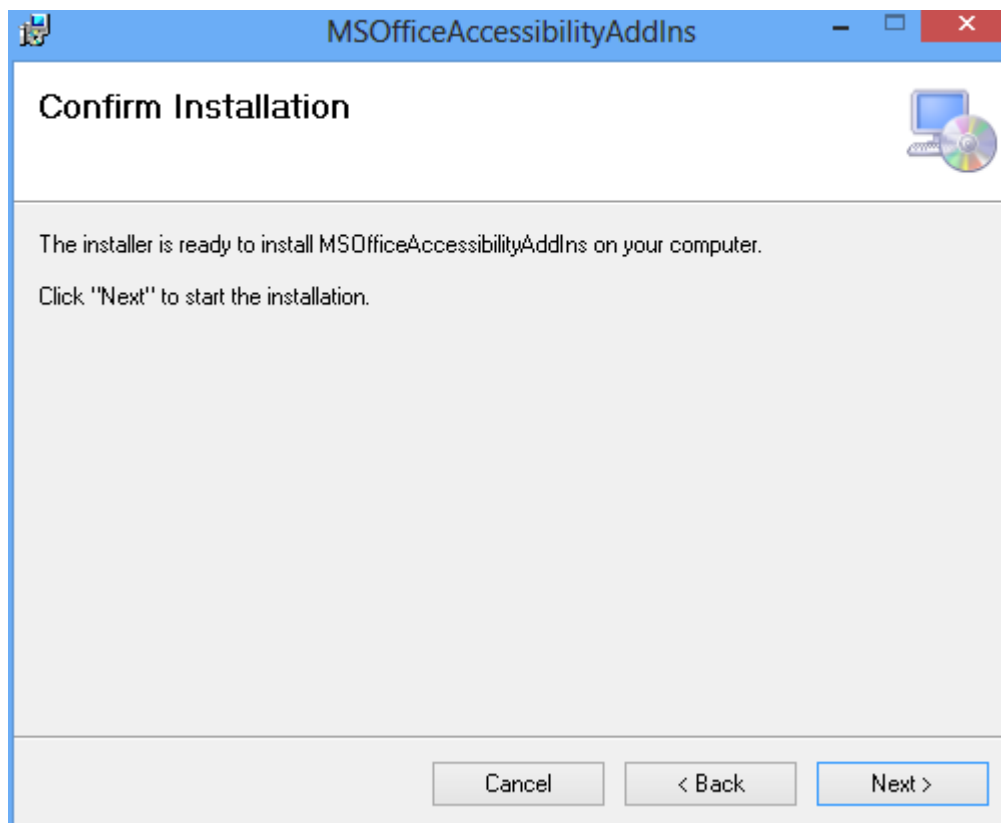 MSOfficeAccessibilityAddIns
Confirm Installation
The installer is ready to install MSOfficeAccessibilityAddIns on your computer.
Click "Next" to start the installation.
Cancel
< Back
Next >